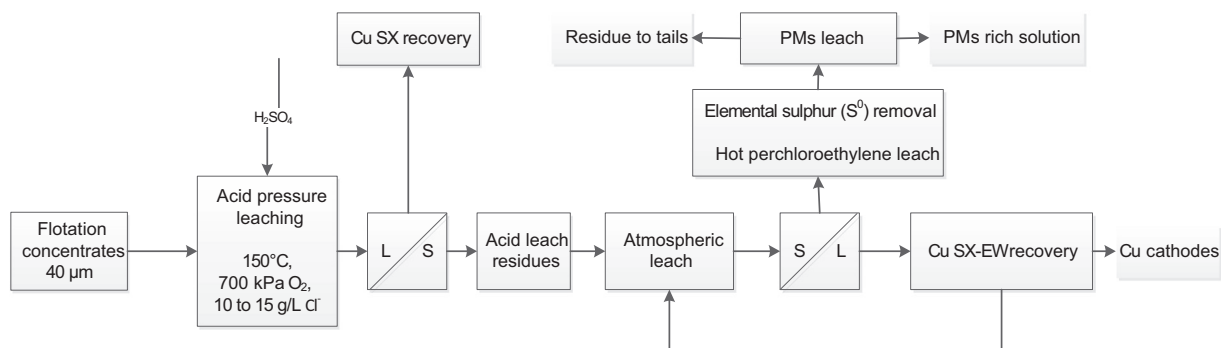 Cu SX recovery
Residue to tails
PMs leach
PMs rich solution
H₂SO₄
Elemental sulphur (S⁰) removal
Hot perchloroethylene leach
Flotation
concentrates
40 µm
Acid pressure
leaching
150°C,
700 kPa O₂,
10 to 15 g/L Cl⁻
L
S
Acid leach
residues
Atmospheric
leach
S
L
Cu SX-EWrecovery
Cu cathodes